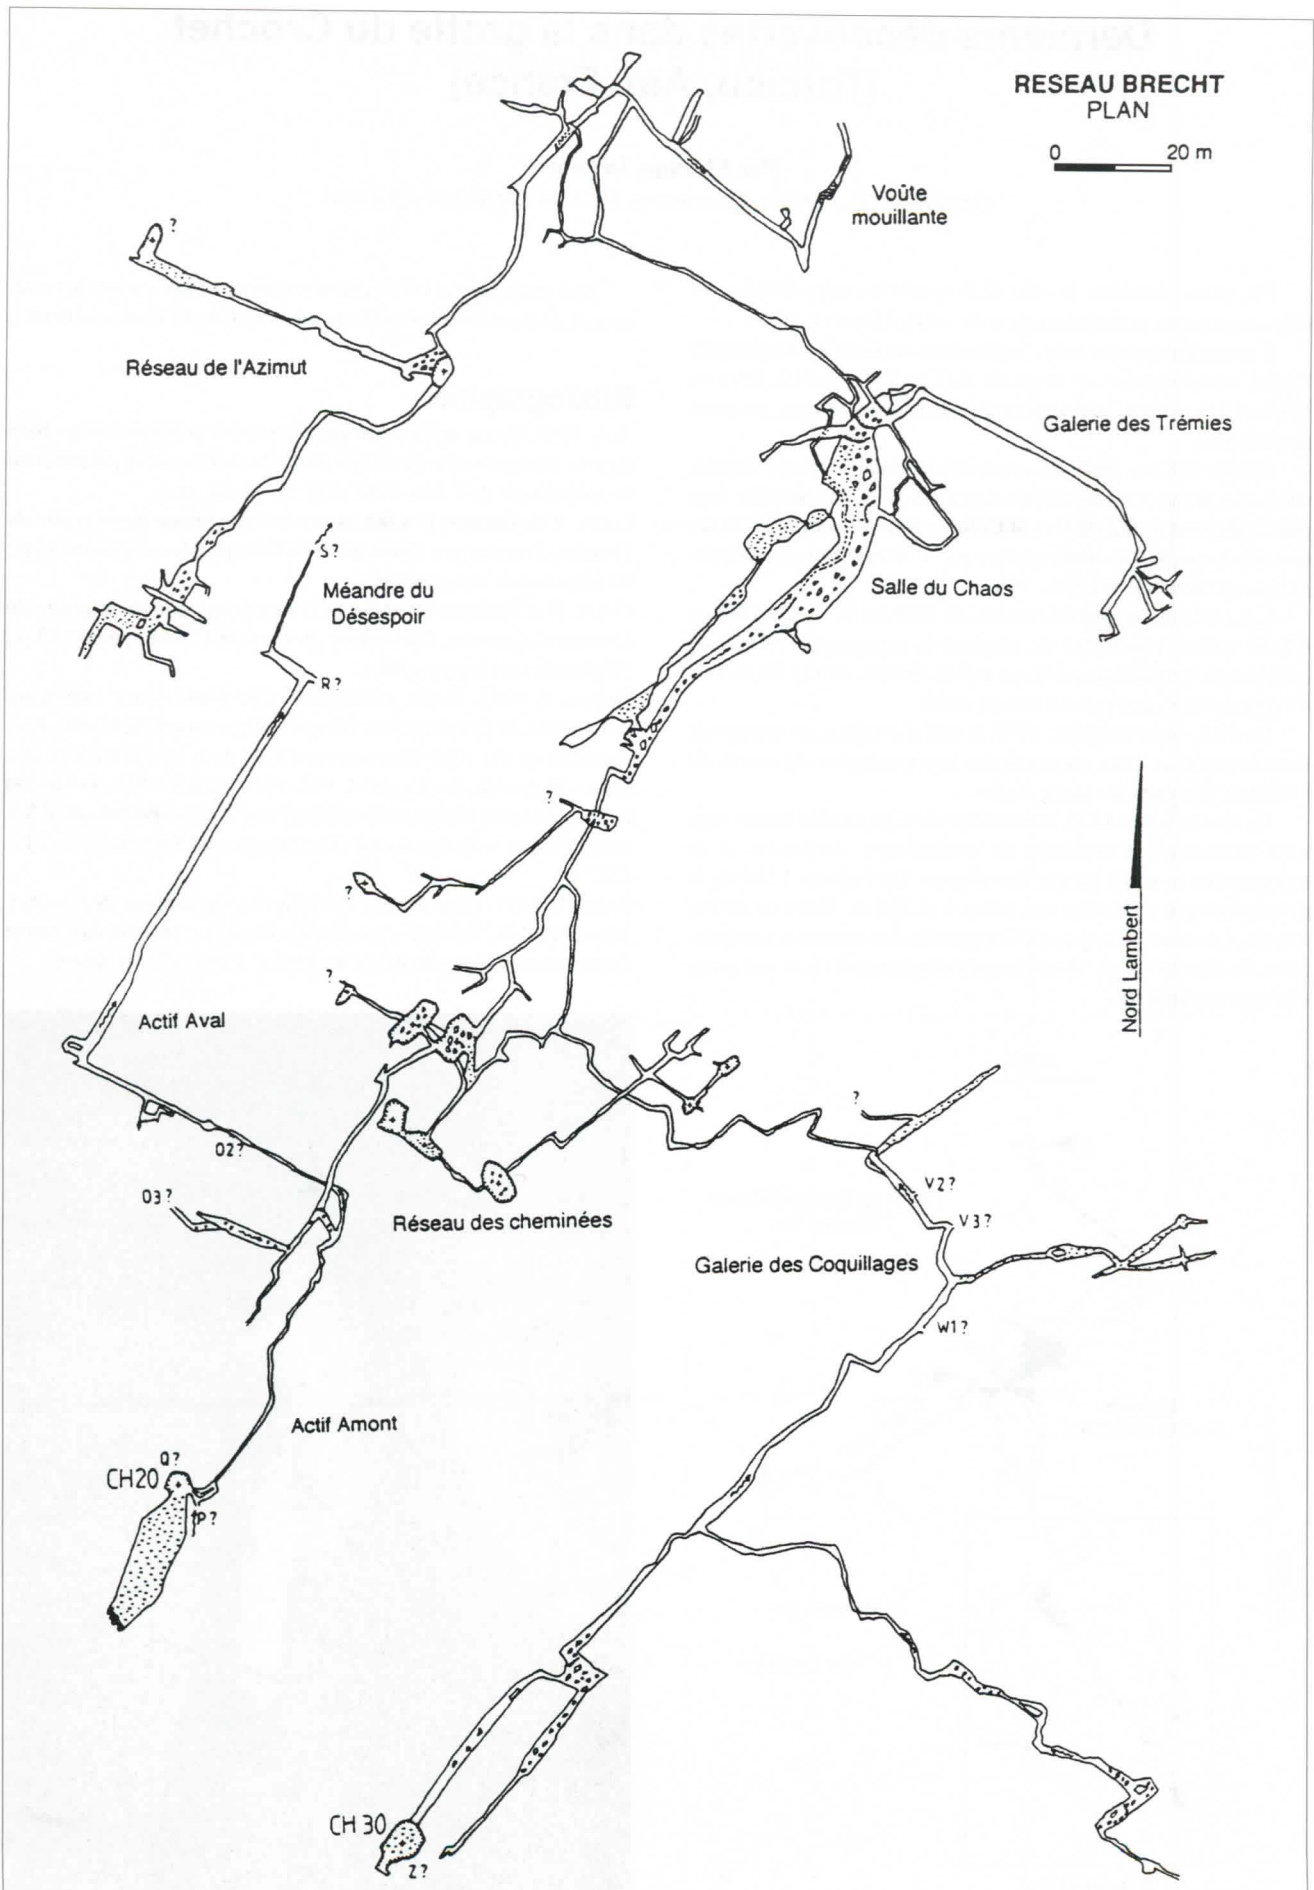 RESEAU BRECHT
PLAN
0 20 m
Voûte
mouillante
?
Réseau de l'Azimut
Galerie des Trémies
S?
Méandre du
Désespoir
Salle du Chaos
R?
?
?
Nord Lambert
?
Actif Aval
?
O2?
V2?
O3?
Réseau des cheminées
V3?
Galerie des Coquillages
W1?
Actif Amont
Q?
CH20
P?
CH 30
Z?